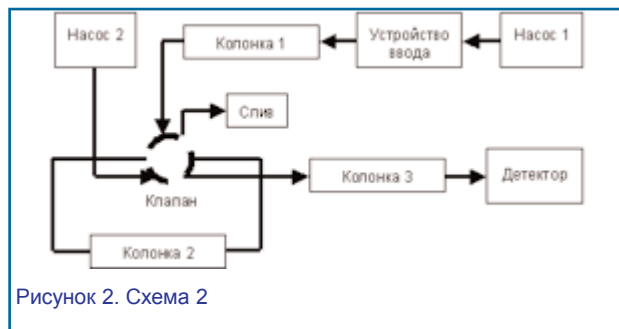 Насос 2
Колонка 1
Устройство
ввода
Насос 1
Слив
Клапан
Колонка 2
Колонка 3
Детектор
Рисунок 2. Схема 2